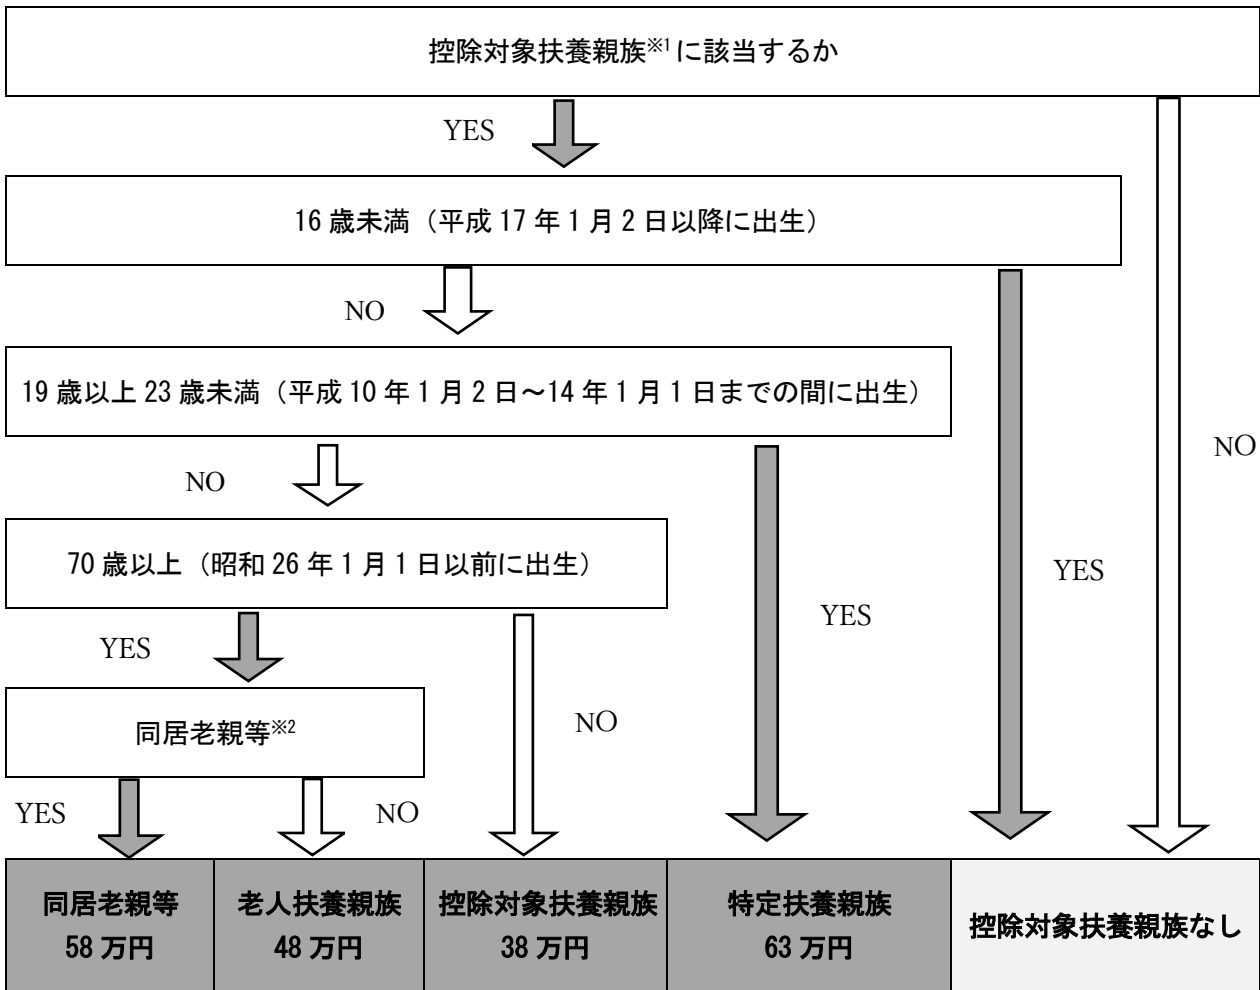 控除対象扶養親族※1に該当するか
YES
16歳未満（平成17年1月2日以降に出生）
NO
19歳以上23歳未満（平成10年1月2日～14年1月1日までの間に出生）
NO
NO
70歳以上（昭和26年1月1日以前に出生）
YES
YES
YES
同居老親等※2
NO
YES
NO
同居老親等
58万円
老人扶養親族
48万円
控除対象扶養親族
38万円
特定扶養親族
63万円
控除対象扶養親族なし